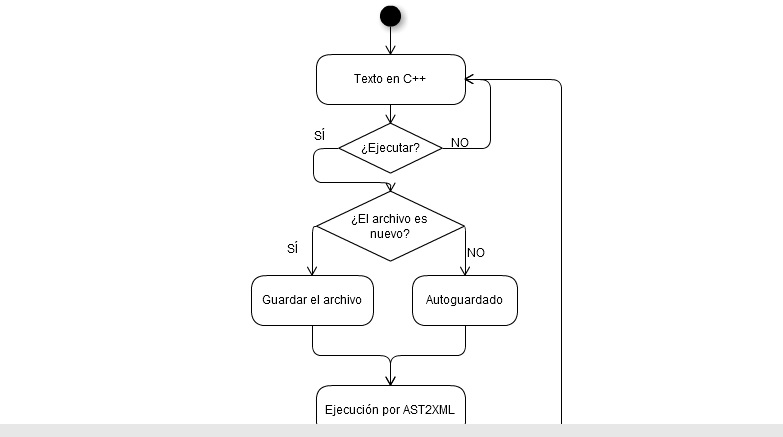 Texto en C++
SÍ
¿Ejecutar?
NO
¿El archivo es
nuevo?
SÍ
NO
Guardar el archivo
Autoguardado
Ejecución por AST2XML